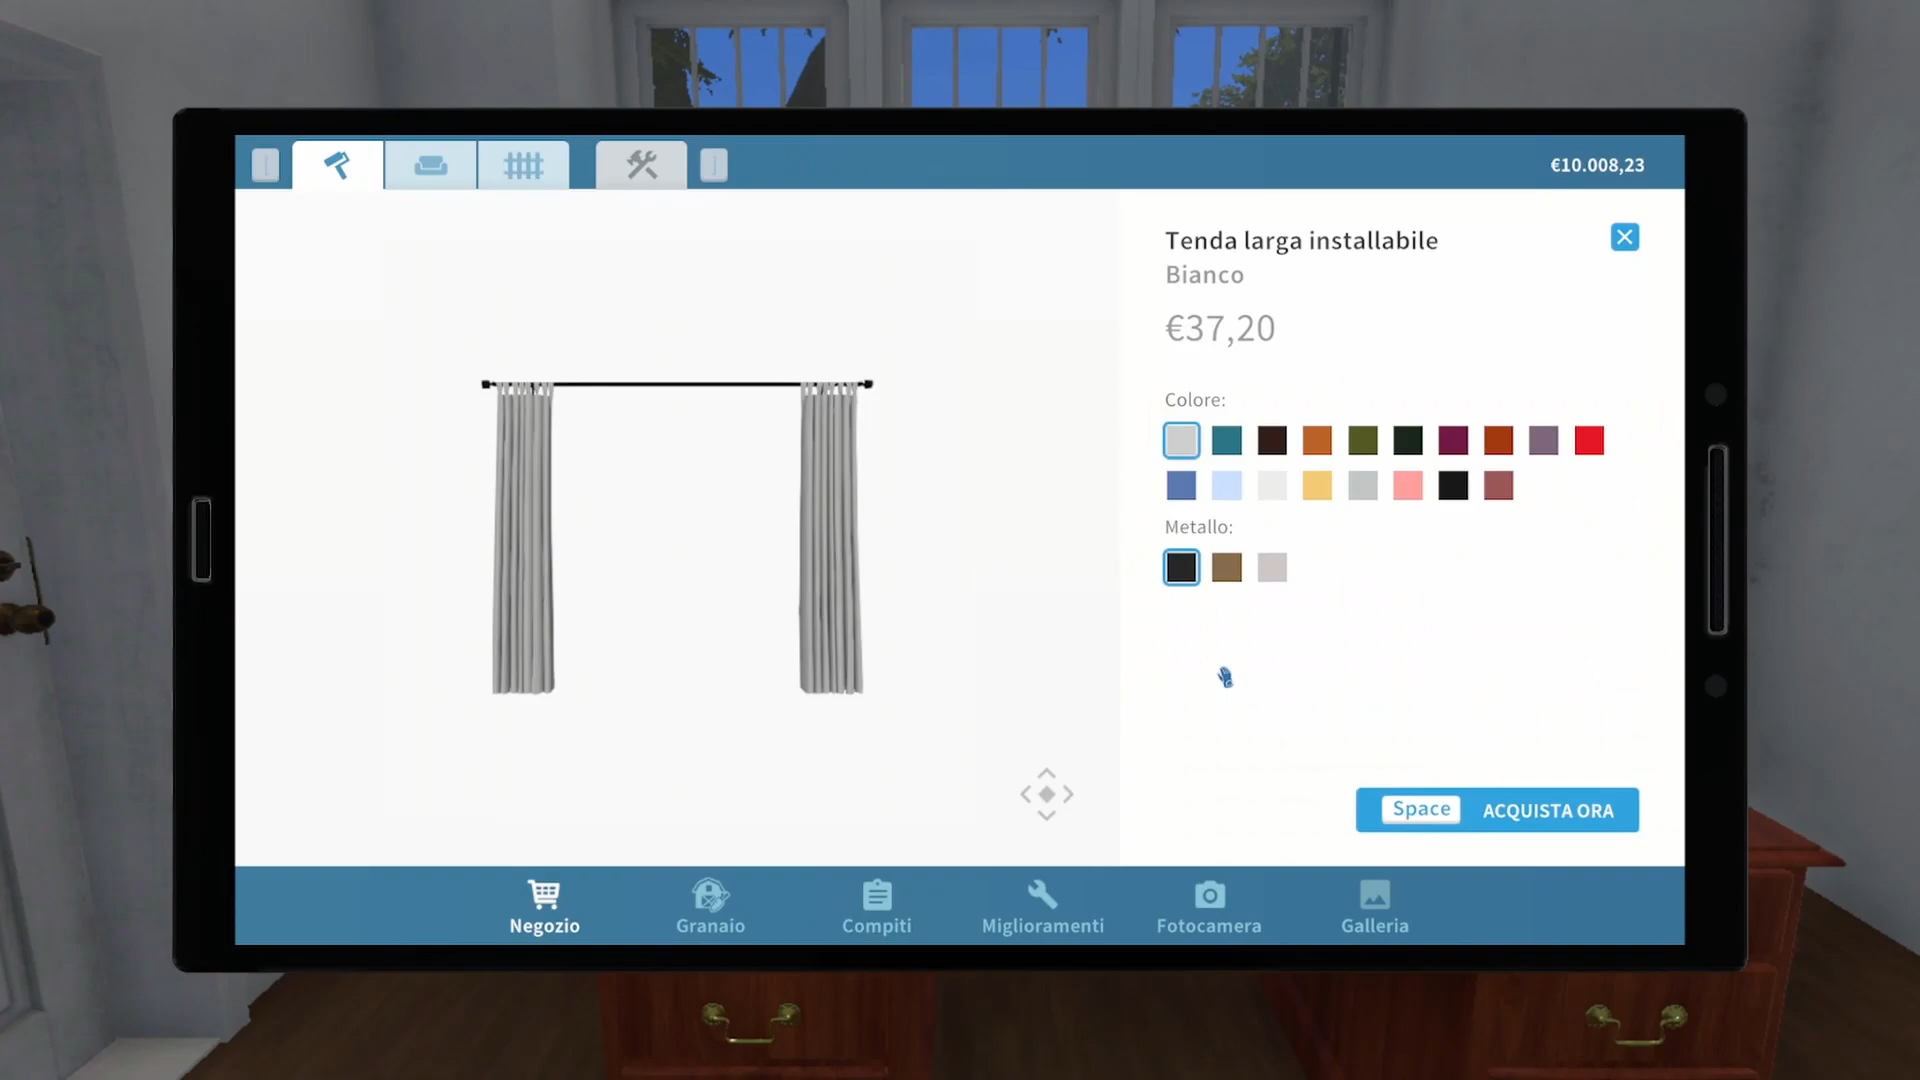 €10.008,23
Tenda larga installabile
Bianco
€37,20
Colore:
Metallo:
Space ACQUISTA ORA
Negozio
Granaio
Compiti
Miglioramenti
Fotocamera
Galleria